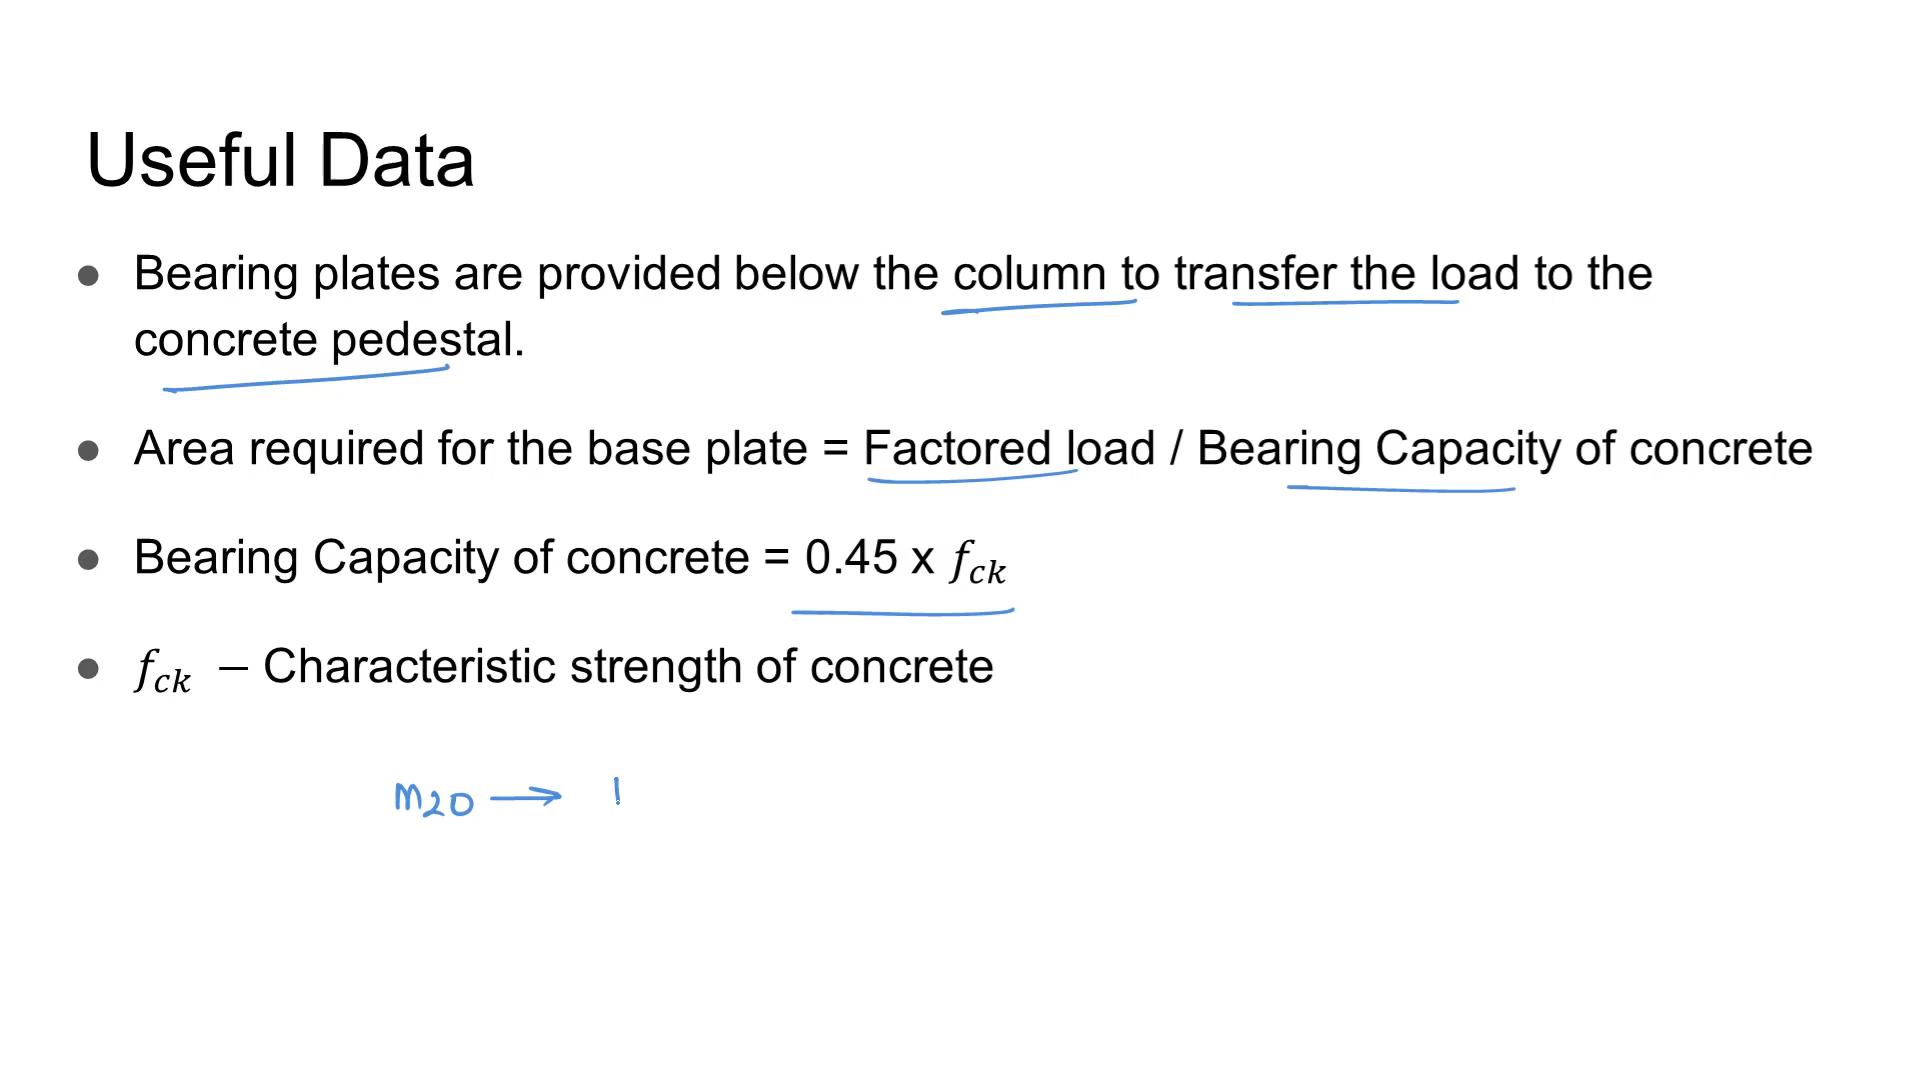 Useful Data
● Bearing plates are provided below the column to transfer the load to the
concrete pedestal.
● Area required for the base plate = Factored load / Bearing Capacity of concrete
● Bearing Capacity of concrete = 0.45 x f_ck
● f_ck – Characteristic strength of concrete
M20 →